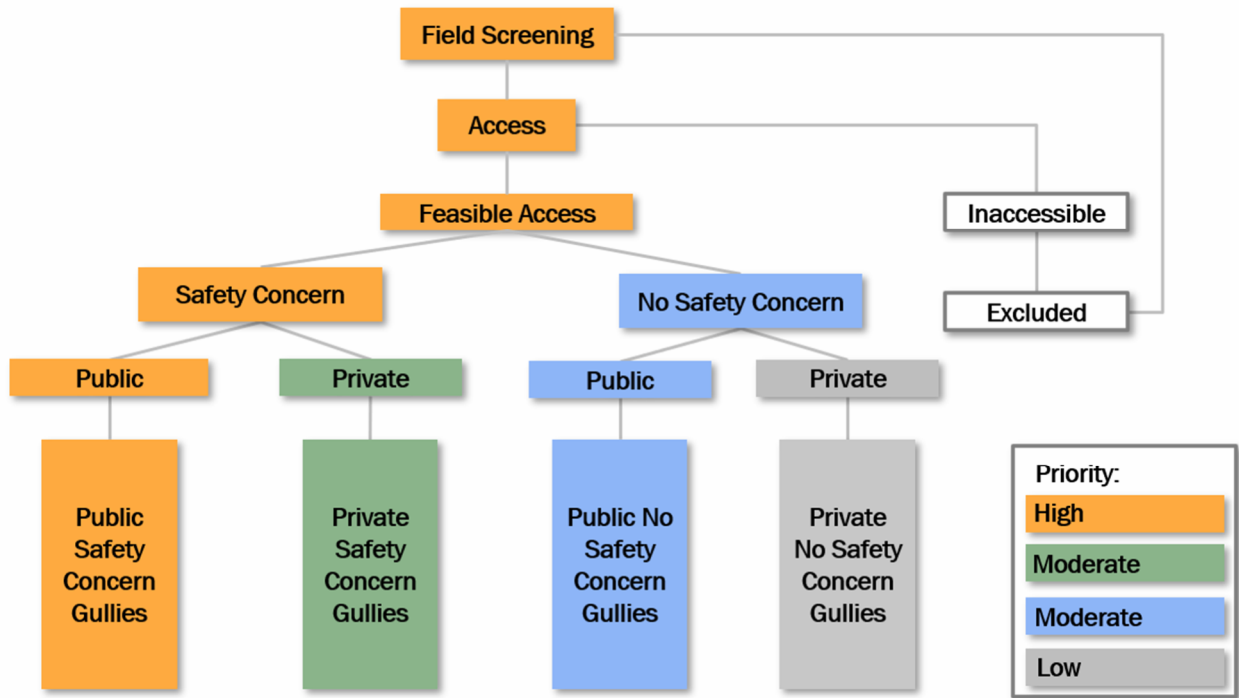 Field Screening
Access
Feasible Access
Inaccessible
Safety Concern
No Safety Concern
Excluded
Public
Private
Public
Private
Public
Safety
Concern
Gullies
Private
Safety
Concern
Gullies
Public No
Safety
Concern
Gullies
Private
No Safety
Concern
Gullies
Priority:
High
Moderate
Moderate
Low